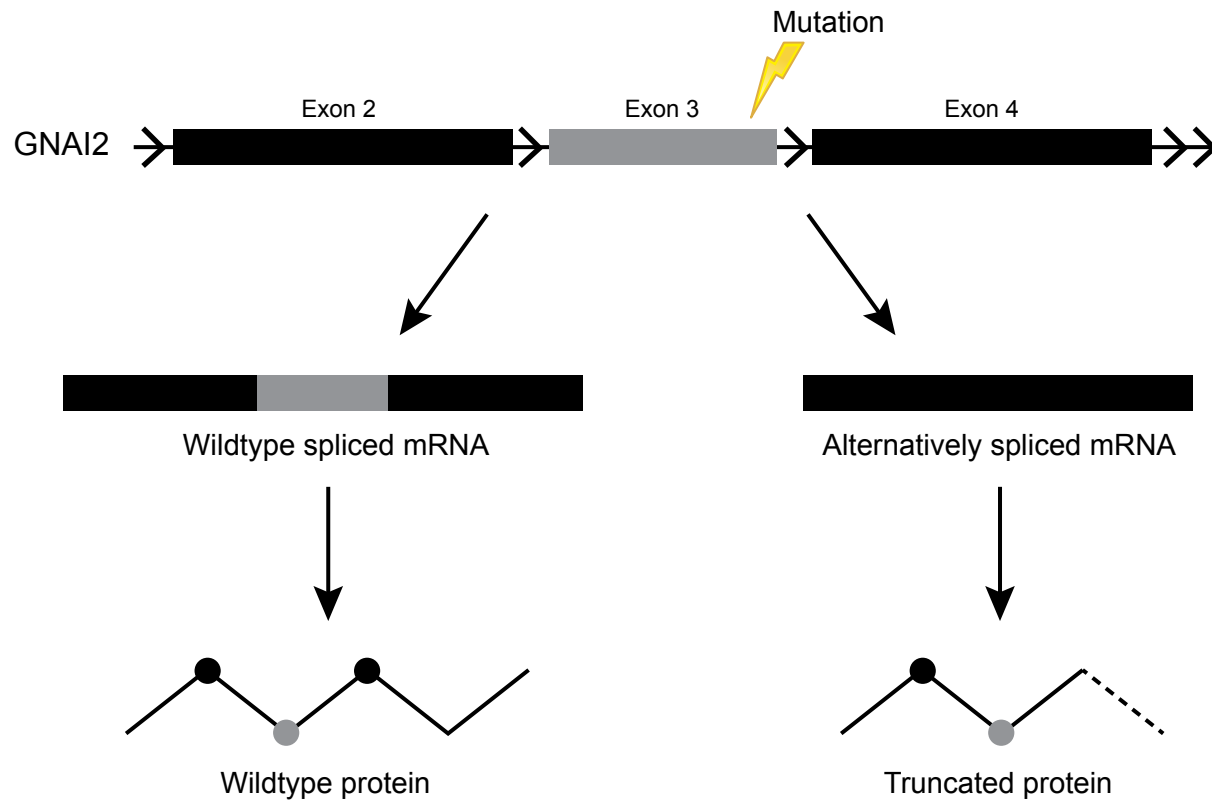 Mutation
Exon 2
Exon 3
Exon 4
GNAI2
Wildtype spliced mRNA
Alternatively spliced mRNA
Wildtype protein
Truncated protein